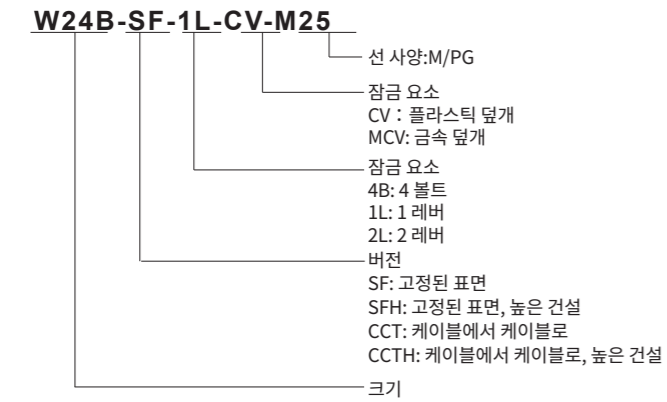 W24B-SF-1L-CV-M25
선 사양:M/PG
잠금 요소
CV：플라스틱 덮개
MCV: 금속 덮개
잠금 요소
4B: 4 볼트
1L: 1 레버
2L: 2 레버
버전
SF: 고정된 표면
SFH: 고정된 표면, 높은 건설
CCT: 케이블에서 케이블로
CCTH: 케이블에서 케이블로, 높은 건설
크기